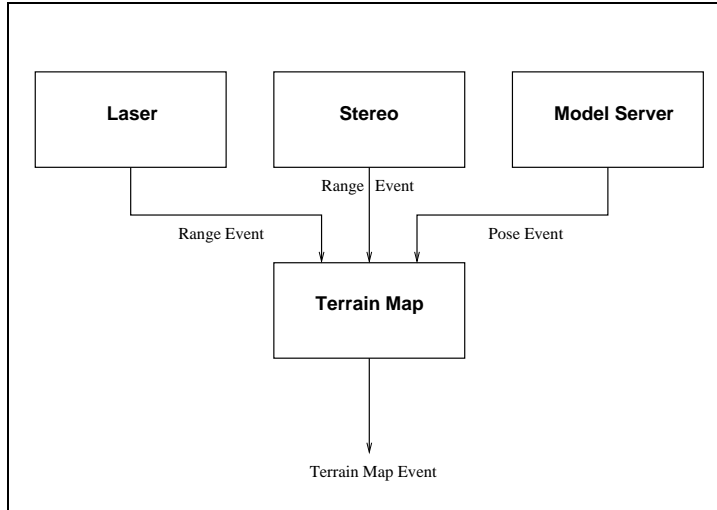 Laser
Stereo
Model Server
Range Event
Range Event
Pose Event
Terrain Map
Terrain Map Event